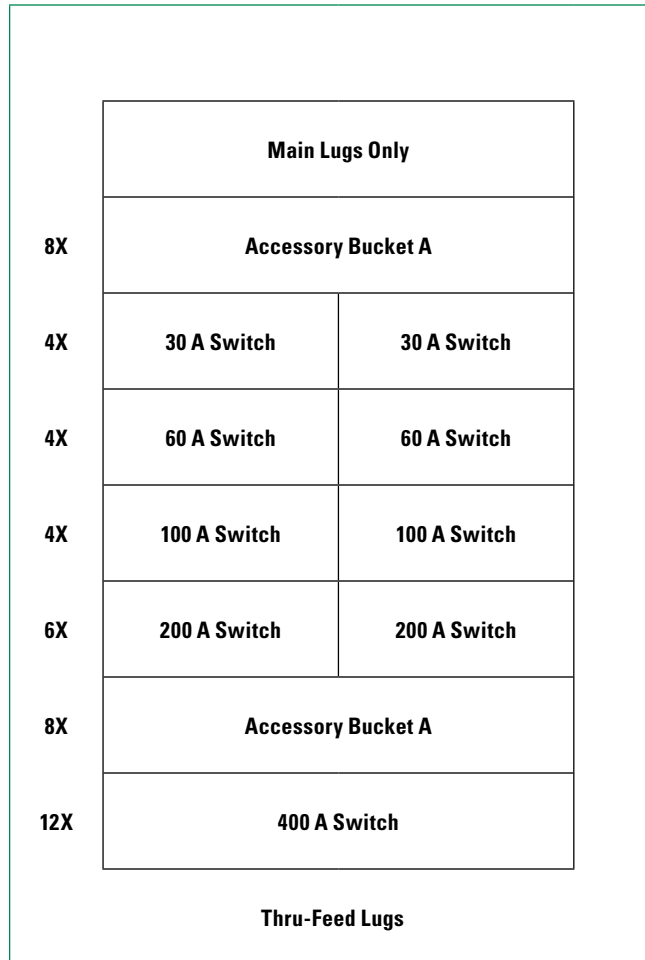 Main Lugs Only
8X Accessory Bucket A
4X 30 A Switch 30 A Switch
4X 60 A Switch 60 A Switch
4X 100 A Switch 100 A Switch
6X 200 A Switch 200 A Switch
8X Accessory Bucket A
12X 400 A Switch
Thru-Feed Lugs